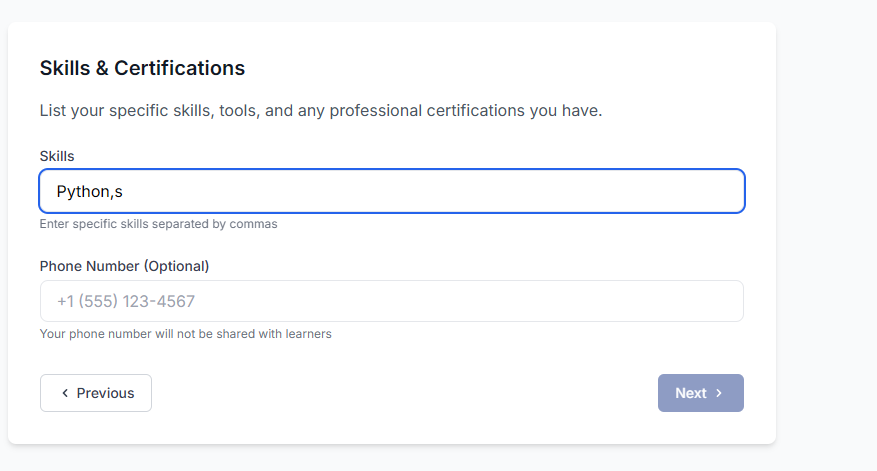 Skills & Certifications
List your specific skills, tools, and any professional certifications you have.
Skills
Python,s
Enter specific skills separated by commas
Phone Number (Optional)
+1 (555) 123-4567
Your phone number will not be shared with learners
Previous
Next